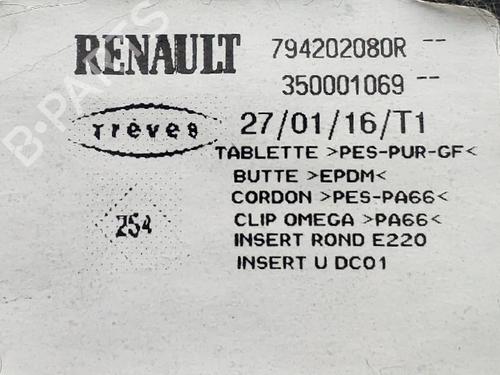 RENAULT 794202080R --
350001069 --
Treves 27/01/16/T1
TABLETTE >PES-PUR-GF<
BUTTE >EPDM<
CORDON >PES-PA66<
254 CLIP OMEGA >PA66<
INSERT ROND E220
INSERT U DC01
B-PARTS